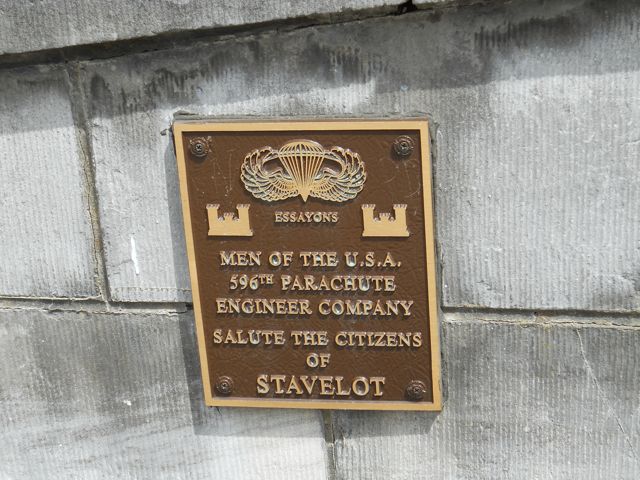 ESSAYONS
MEN OF THE U.S.A.
596TH PARACHUTE
ENGINEER COMPANY
SALUTE THE CITIZENS
OF
STAVELOT